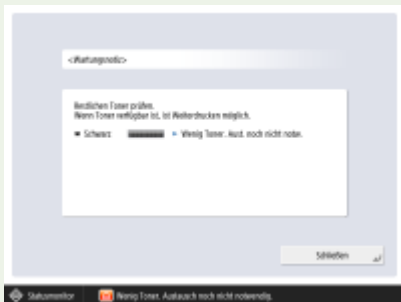 <Wartungsnotiz>
Restlichen Toner prüfen.
Wenn Toner verfügbar ist, ist Weiterdrucken möglich.
Schwarz Wenig Toner. Aust. noch nicht notw.
Schließen
Statusmonitor Wenig Toner. Austausch noch nicht notwendig.